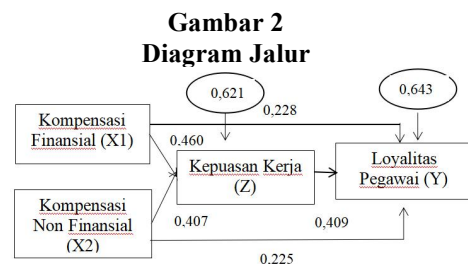 Gambar 2
Diagram Jalur
0,621
0,643
0,228
Kompensasi
Finansial (X1)
0,460
Kepuasan Kerja
(Z)
Loyalitas
Pegawai (Y)
Kompensasi
Non Finansial
(X2)
0,407
0,409
0,225